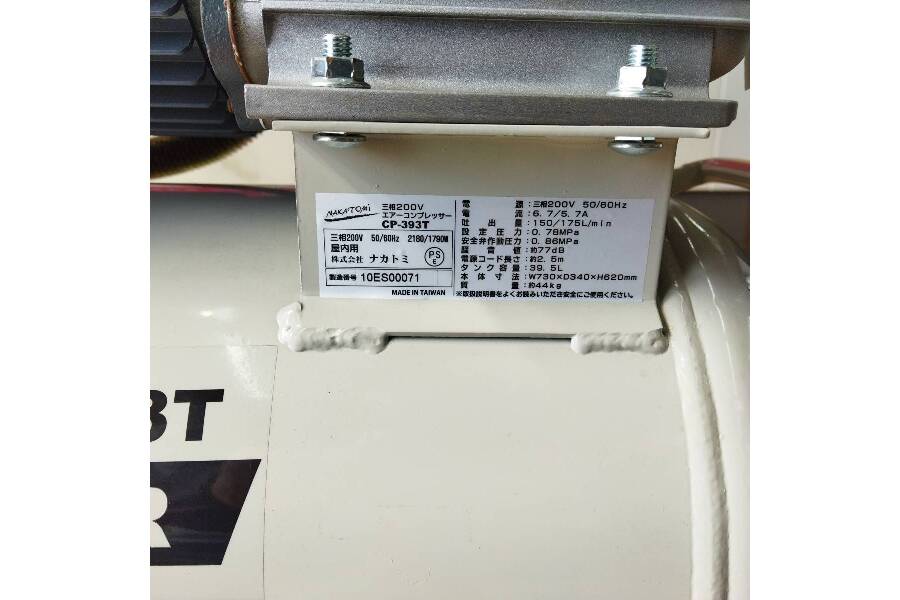 NAKATOMI
三相200V
エアーコンプレッサー
CP-393T
三相200V 50/60Hz 2180/1790W
屋内用
株式会社 ナカトミ
PS
E
製造番号 10ES00071
MADE IN TAIWAN
電源:三相200V 50/60Hz
電流:6.7/5.7A
吐出量:150/175L/min
設定圧力:0.78MPa
安全弁作動圧力:0.86MPa
騒音値:約77dB
電源コード長さ:約2.5m
タンク容量:39.5L
本体寸法:W730×D340×H620mm
質量:約44kg
※取扱説明書をよくお読みいただき安全にご使用ください。
3T
R